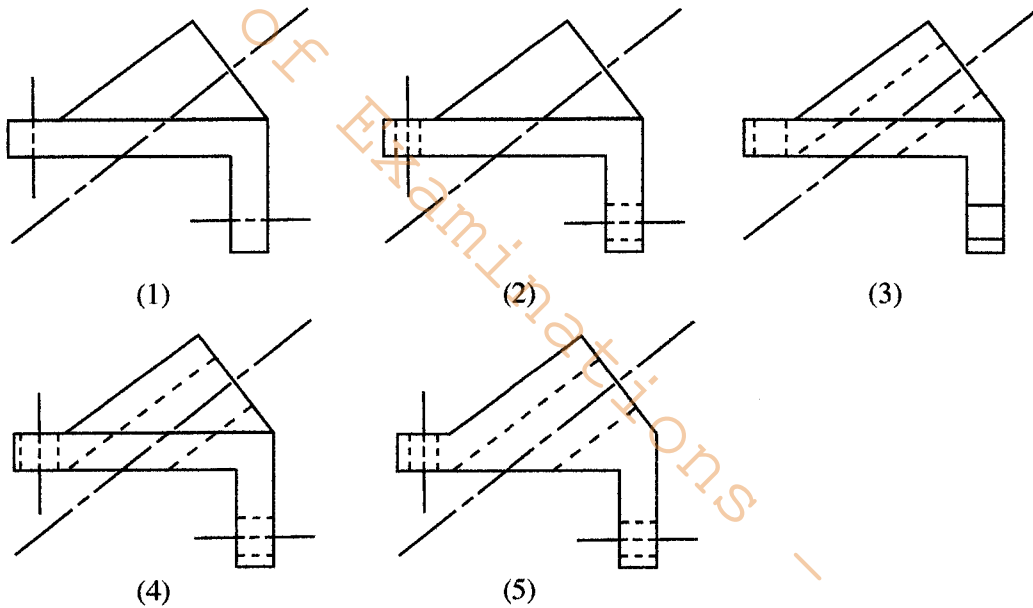 of Examinations -
(1) (2) (3)
(4) (5)